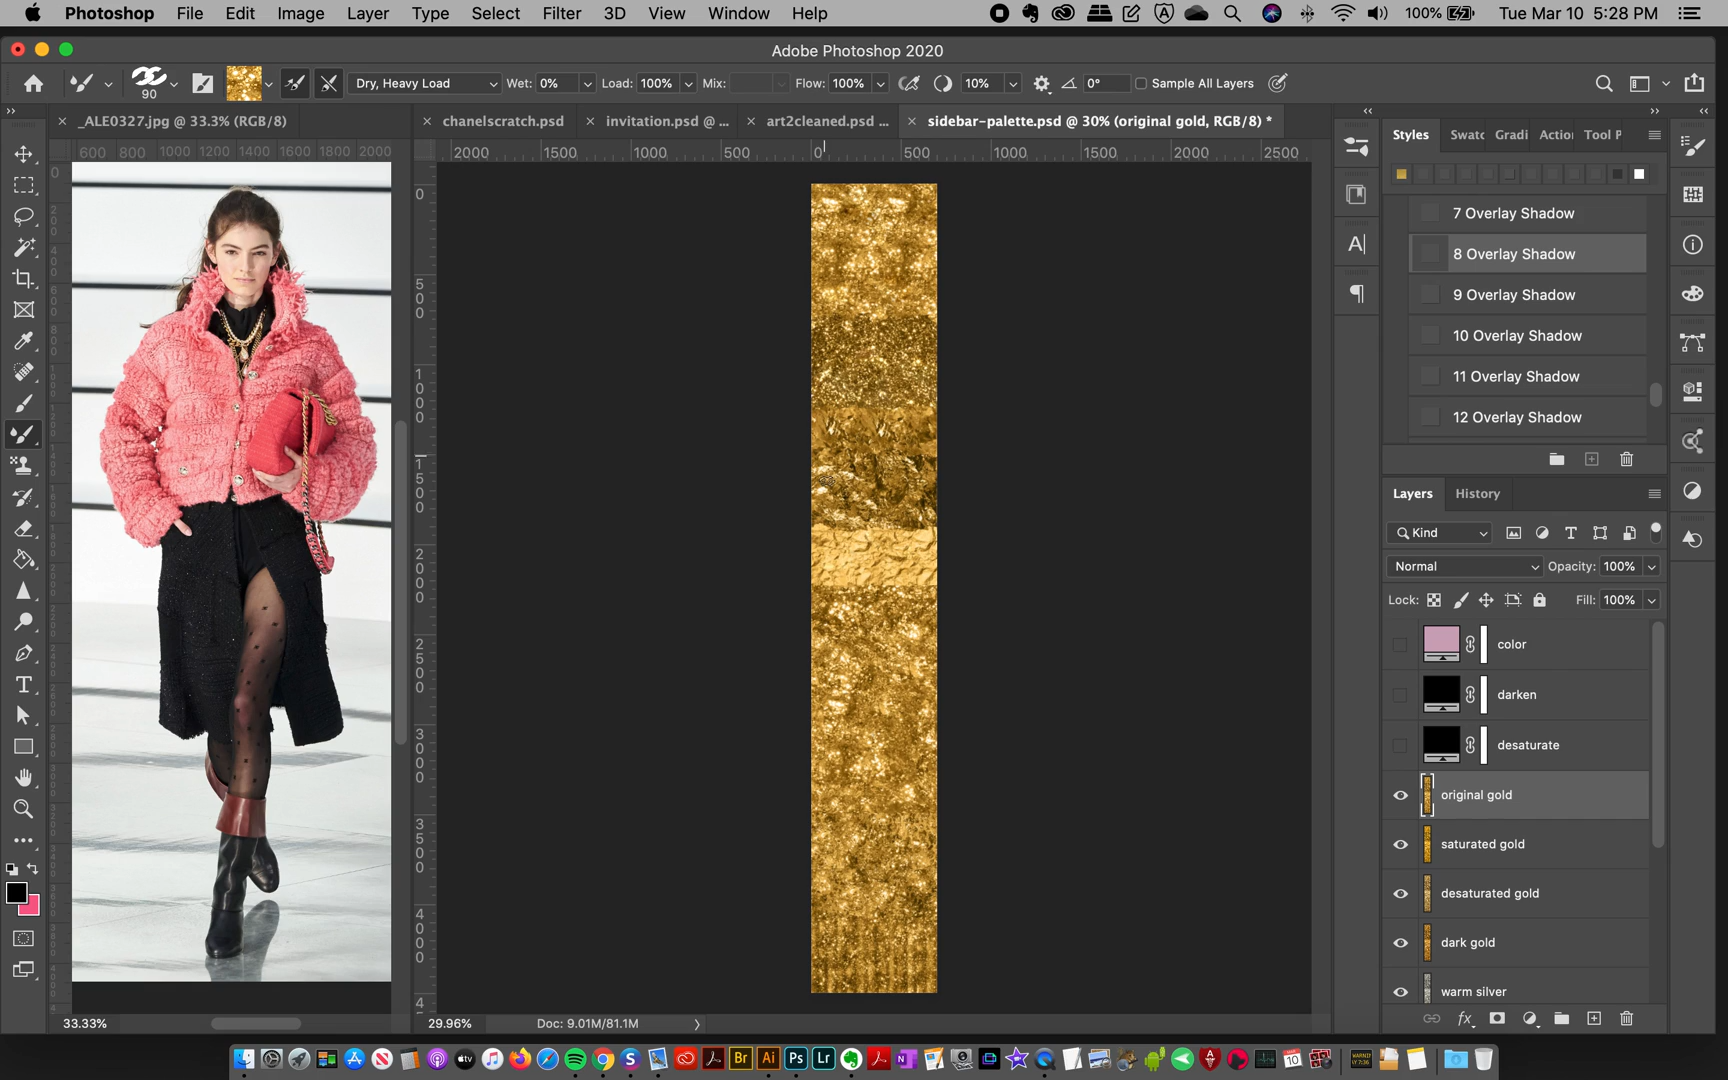 Photoshop File Edit Image Layer Type Select Filter 3D View Window Help
100% Tue Mar 10 5:28 PM
Adobe Photoshop 2020
90 Dry, Heavy Load Wet: 0% Load: 100% Mix: Flow: 100% 10% 0° Sample All Layers
_ALE0327.jpg @ 33.3% (RGB/8)
chanelscratch.psd
invitation.psd @ ...
art2cleaned.psd ...
sidebar-palette.psd @ 30% (original gold, RGB/8) *
600 800 1000 1200 1400 1600 1800 2000
2000 1500 1000 500 0 500 1000 1500 2000 2500
0
500
1000
1500
2000
2500
3000
3500
4000
Styles Swatc Gradi Actior Tool P
7 Overlay Shadow
8 Overlay Shadow
9 Overlay Shadow
10 Overlay Shadow
11 Overlay Shadow
12 Overlay Shadow
Layers History
Kind
Normal Opacity: 100%
Lock: Fill: 100%
color
darken
desaturate
original gold
saturated gold
desaturated gold
dark gold
warm silver
33.33%
29.96% Doc: 9.01M/81.1M
Br Ai Ps Lr